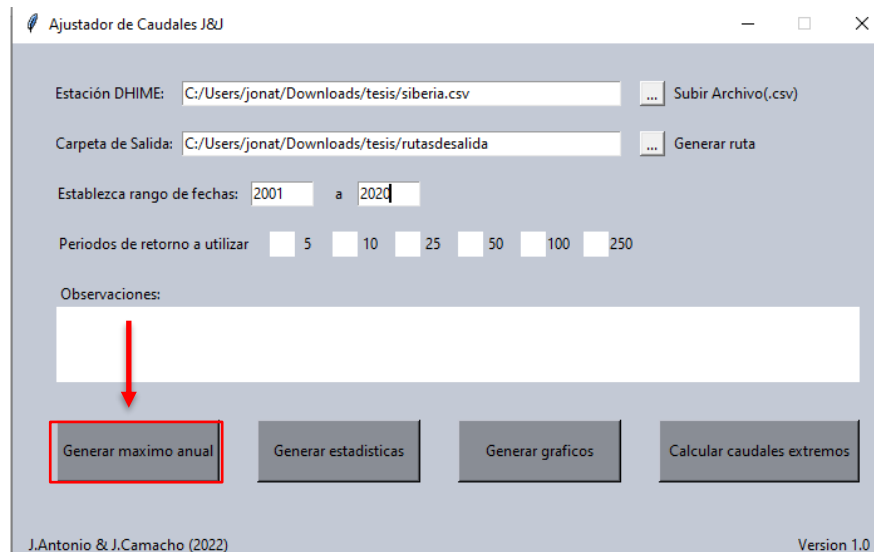 Ajustador de Caudales J&J
Estación DHIME: C:/Users/jonat/Downloads/tesis/siberia.csv ... Subir Archivo(.csv)
Carpeta de Salida: C:/Users/jonat/Downloads/tesis/rutasdesalida ... Generar ruta
Establezca rango de fechas: 2001 a 2020
Periodos de retorno a utilizar 5 10 25 50 100 250
Observaciones:
Generar maximo anual Generar estadisticas Generar graficos Calcular caudales extremos
J.Antonio & J.Camacho (2022) Version 1.0